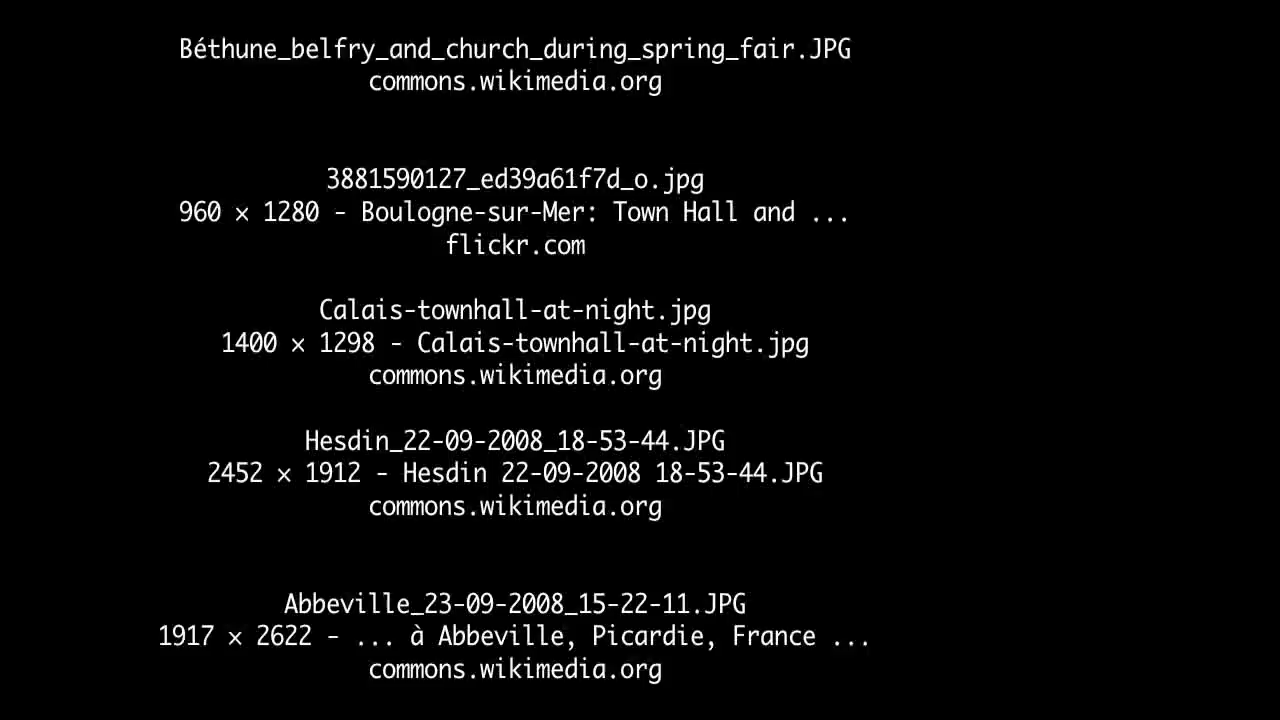 Béthune_belfry_and_church_during_spring_fair.JPG
commons.wikimedia.org
3881590127_ed39a61f7d_o.jpg
960 × 1280 - Boulogne-sur-Mer: Town Hall and ...
flickr.com
Calais-townhall-at-night.jpg
1400 × 1298 - Calais-townhall-at-night.jpg
commons.wikimedia.org
Hesdin_22-09-2008_18-53-44.JPG
2452 × 1912 - Hesdin 22-09-2008 18-53-44.JPG
commons.wikimedia.org
Abbeville_23-09-2008_15-22-11.JPG
1917 × 2622 - ... à Abbeville, Picardie, France ...
commons.wikimedia.org